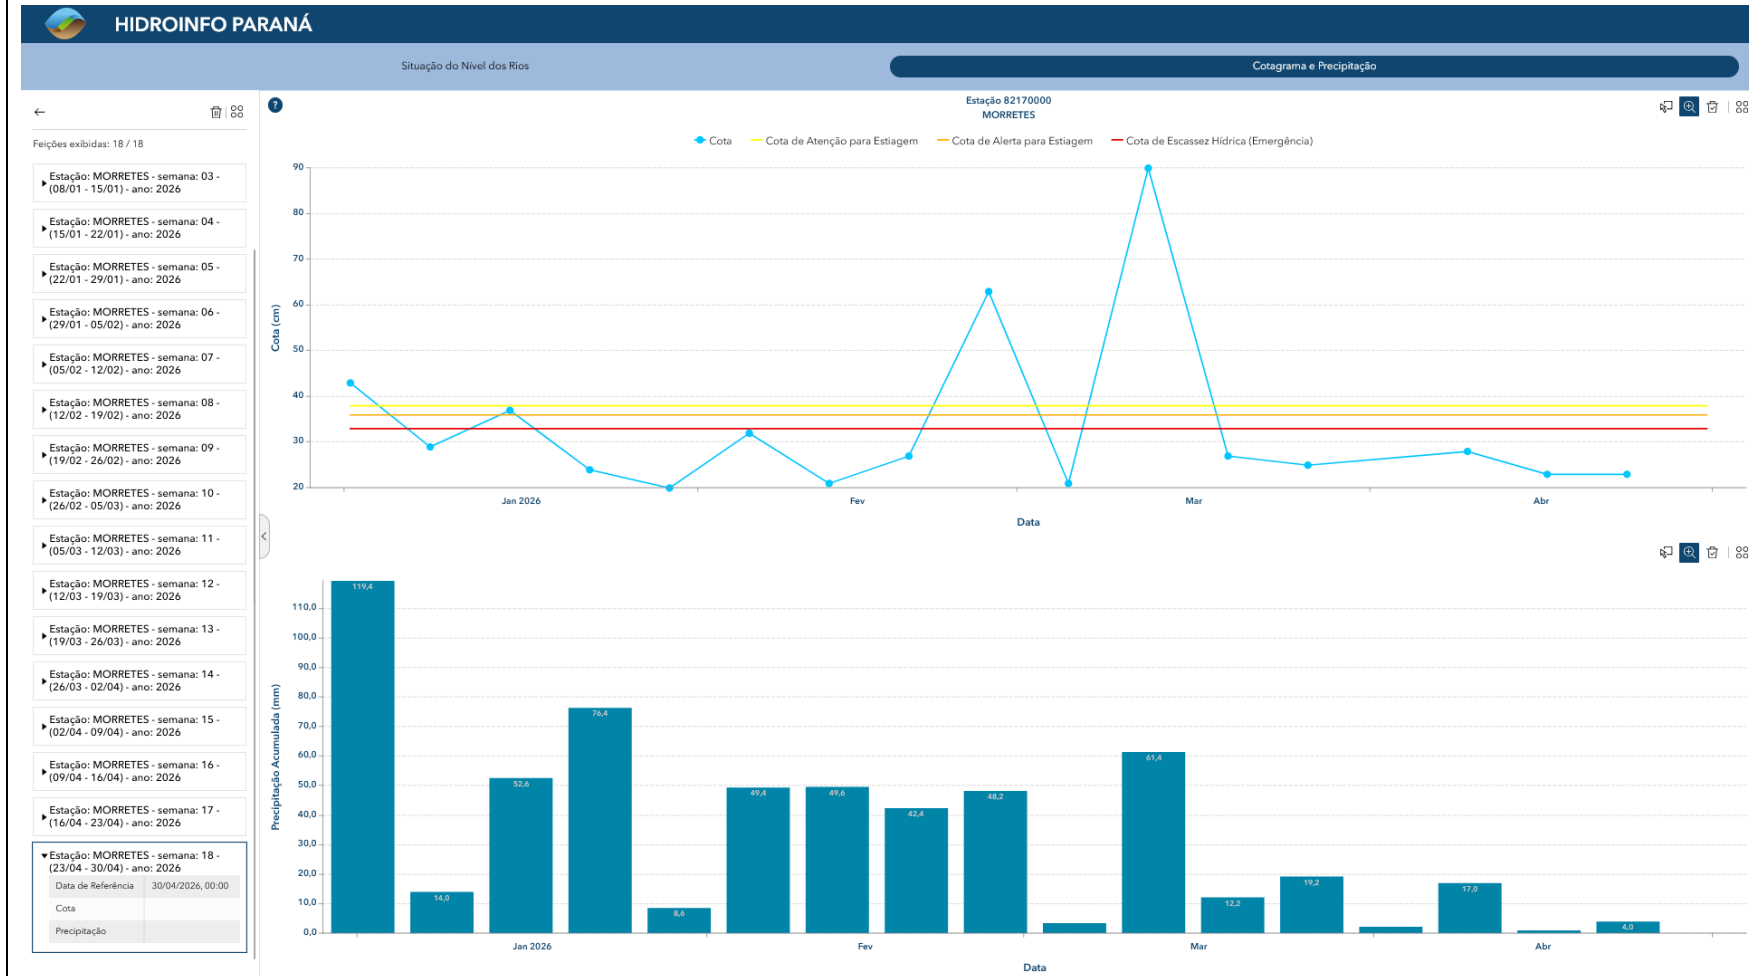 HIDROINFO PARANÁ
Situação do Nível dos Rios
Cotagrama e Precipitação
Feições exibidas: 18 / 18
Estação: MORRETES - semana: 03 -
(08/01 - 15/01) - ano: 2026
Estação: MORRETES - semana: 04 -
(15/01 - 22/01) - ano: 2026
Estação: MORRETES - semana: 05 -
(22/01 - 29/01) - ano: 2026
Estação: MORRETES - semana: 06 -
(29/01 - 05/02) - ano: 2026
Estação: MORRETES - semana: 07 -
(05/02 - 12/02) - ano: 2026
Estação: MORRETES - semana: 08 -
(12/02 - 19/02) - ano: 2026
Estação: MORRETES - semana: 09 -
(19/02 - 26/02) - ano: 2026
Estação: MORRETES - semana: 10 -
(26/02 - 05/03) - ano: 2026
Estação: MORRETES - semana: 11 -
(05/03 - 12/03) - ano: 2026
Estação: MORRETES - semana: 12 -
(12/03 - 19/03) - ano: 2026
Estação: MORRETES - semana: 13 -
(19/03 - 26/03) - ano: 2026
Estação: MORRETES - semana: 14 -
(26/03 - 02/04) - ano: 2026
Estação: MORRETES - semana: 15 -
(02/04 - 09/04) - ano: 2026
Estação: MORRETES - semana: 16 -
(09/04 - 16/04) - ano: 2026
Estação: MORRETES - semana: 17 -
(16/04 - 23/04) - ano: 2026
Estação: MORRETES - semana: 18 -
(23/04 - 30/04) - ano: 2026
Data de Referência 30/04/2026, 00:00
Cota
Precipitação
?
Estação 82170000
MORRETES
Cota Cota de Atenção para Estiagem Cota de Alerta para Estiagem Cota de Escassez Hídrica (Emergência)
Cota (cm)
90
80
70
60
50
40
30
20
Jan 2026 Fev Mar Abr
Data
Precipitação Acumulada (mm)
110,0
100,0
90,0
80,0
70,0
60,0
50,0
40,0
30,0
20,0
10,0
0,0
119,4
14,0
52,6
76,4
8,6
49,4
49,6
42,4
48,2
61,4
12,2
19,2
17,0
4,0
Jan 2026 Fev Mar Abr
Data